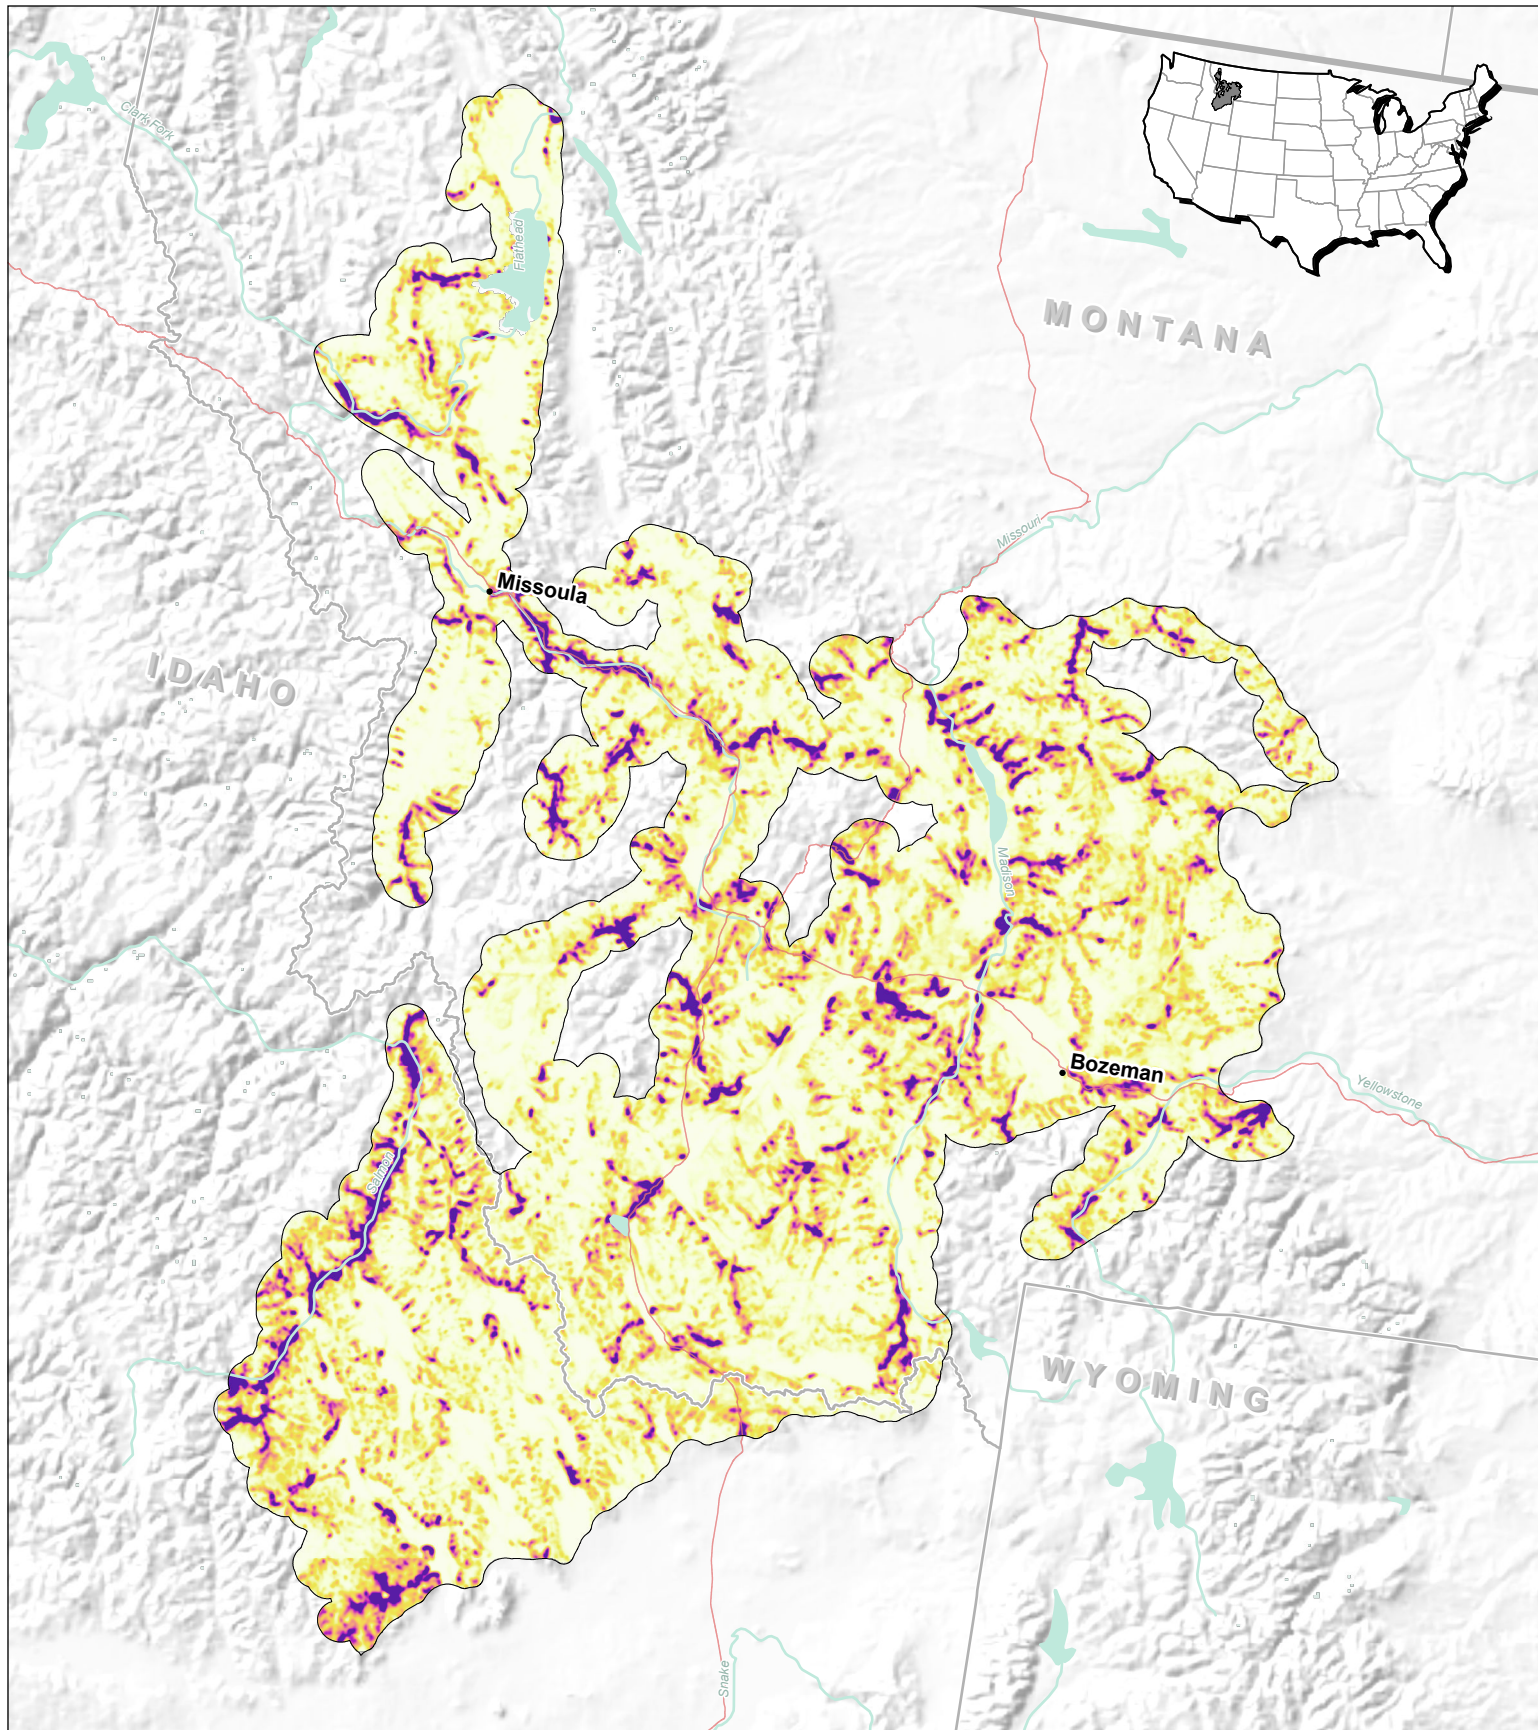 Clark Fork
Flathead
MONTANA
Missouri
Missoula
IDAHO
Madison
Bozeman
Yellowstone
Salmon
WYOMING
Snake